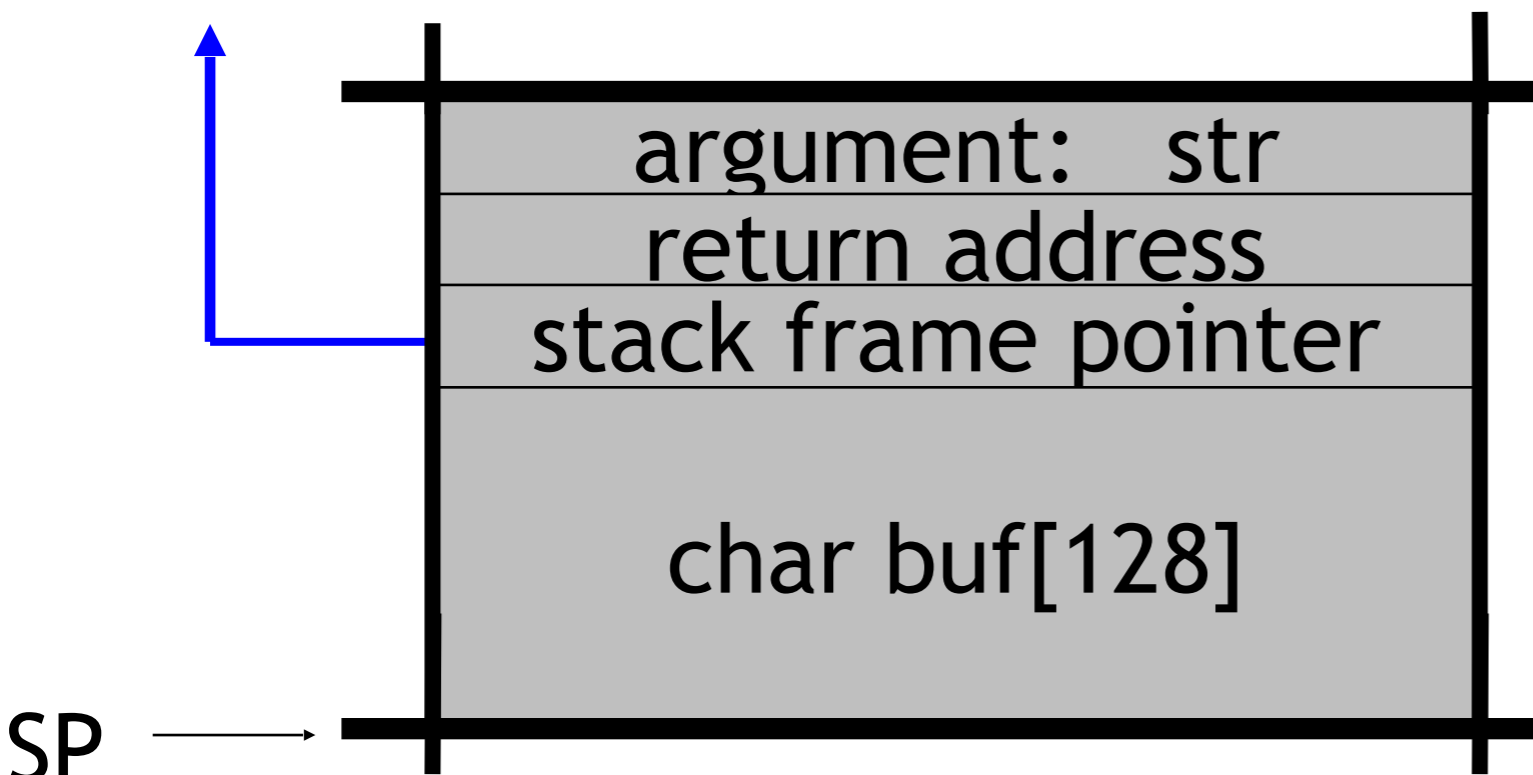 argument: str
return address
stack frame pointer
char buf[128]
SP